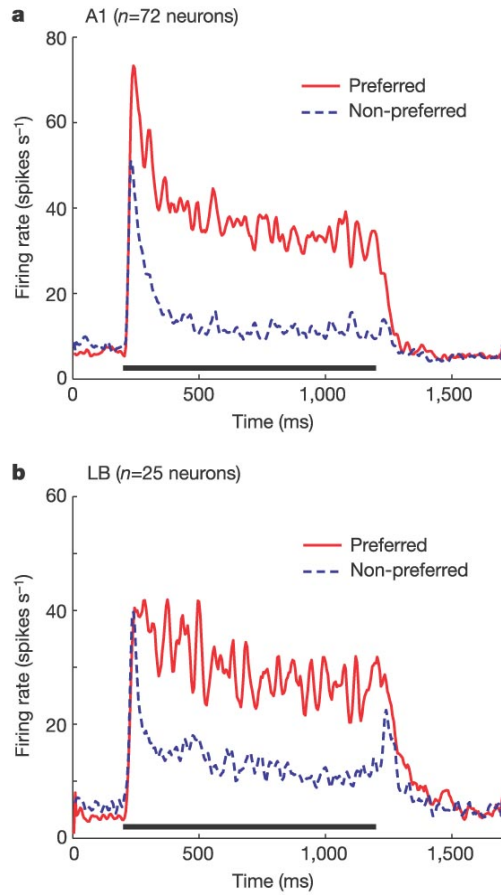 a A1 (n=72 neurons)
80
Preferred
Non-preferred
60
40
20
0
Firing rate (spikes s⁻¹)
500 1,000 1,500
Time (ms)
b LB (n=25 neurons)
60
Preferred
Non-preferred
40
20
0
Firing rate (spikes s⁻¹)
0 500 1,000 1,500
Time (ms)